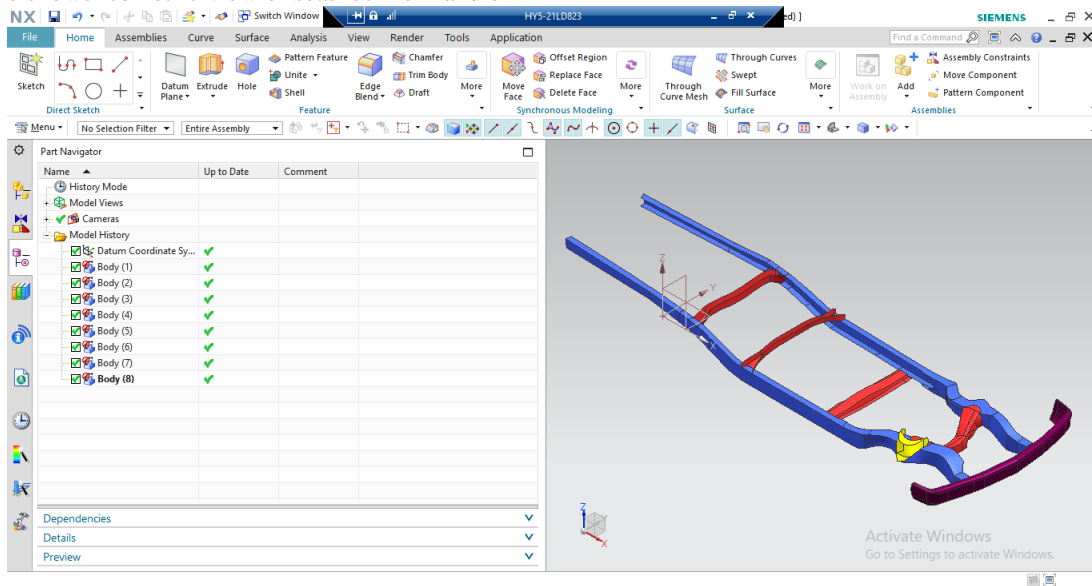 NX
Switch Window
HY5-21LD823
ed) ]
SIEMENS
File Home Assemblies Curve Surface Analysis View Render Tools Application
Find a Command
Sketch
Direct Sketch
Datum Plane
Extrude
Hole
Pattern Feature
Unite
Shell
Edge Blend
Chamfer
Trim Body
Draft
More
Feature
Move Face
Offset Region
Replace Face
Delete Face
More
Synchronous Modeling
Through Curve Mesh
Through Curves
Swept
Fill Surface
More
Surface
Work on Assembly
Add
Assembly Constraints
Move Component
Pattern Component
Assemblies
Menu
No Selection Filter
Entire Assembly
Part Navigator
Name Up to Date Comment
History Mode
Model Views
Cameras
Model History
Datum Coordinate Sy...
Body (1)
Body (2)
Body (3)
Body (4)
Body (5)
Body (6)
Body (7)
Body (8)
Dependencies
Details
Preview
Z
Y
Z
Y
X
Activate Windows
Go to Settings to activate Windows.